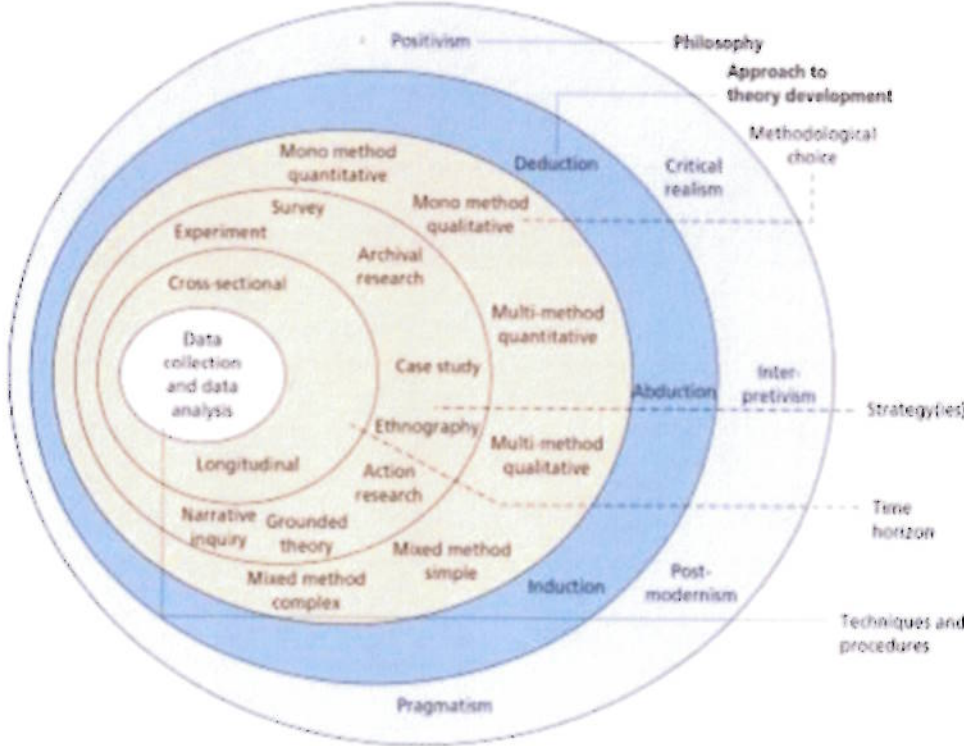 Positivism
Philosophy
Approach to
theory development
Methodological
choice
Deduction
Critical
realism
Mono method
quantitative
Mono method
qualitative
Survey
Experiment
Archival
research
Cross-sectional
Multi-method
quantitative
Data
collection
and data
analysis
Case study
Abduction
Inter-
pretivism
Strategy(ies)
Ethnography
Multi-method
qualitative
Longitudinal
Action
research
Narrative
inquiry
Grounded
theory
Time
horizon
Mixed method
simple
Mixed method
complex
Induction
Post-
modernism
Techniques and
procedures
Pragmatism